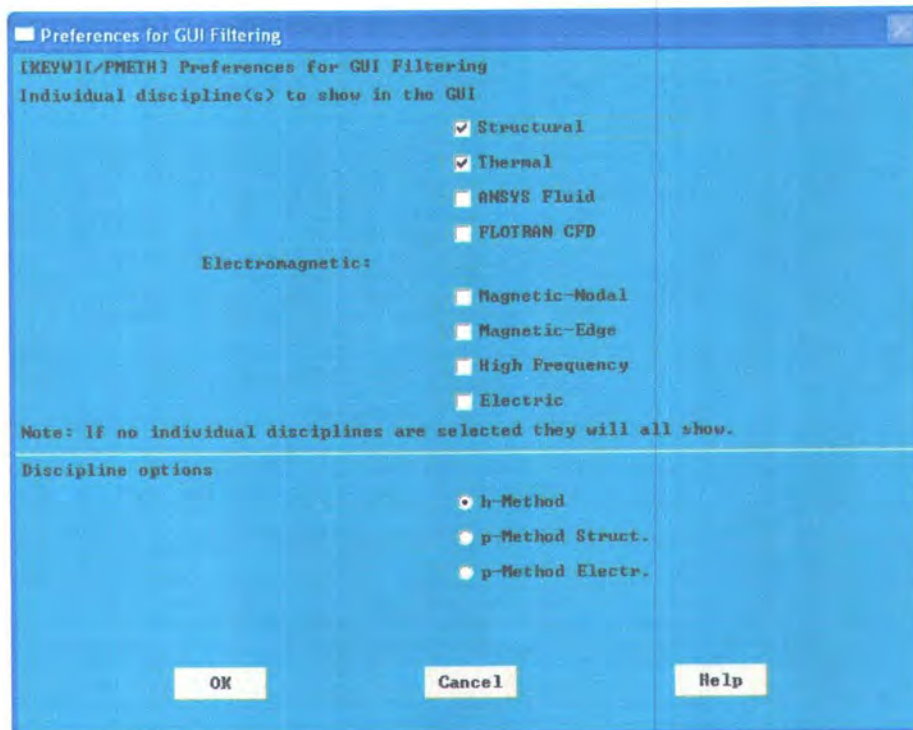 Preferences for GUI Filtering
[KEYW][/PMETH] Preferences for GUI Filtering
Individual discipline(s) to show in the GUI
Structural
Thermal
ANSYS Fluid
FLOTRAN CFD
Electromagnetic:
Magnetic-Nodal
Magnetic-Edge
High Frequency
Electric
Note: If no individual disciplines are selected they will all show.
Discipline options
h-Method
p-Method Struct.
p-Method Electr.
OK
Cancel
Help